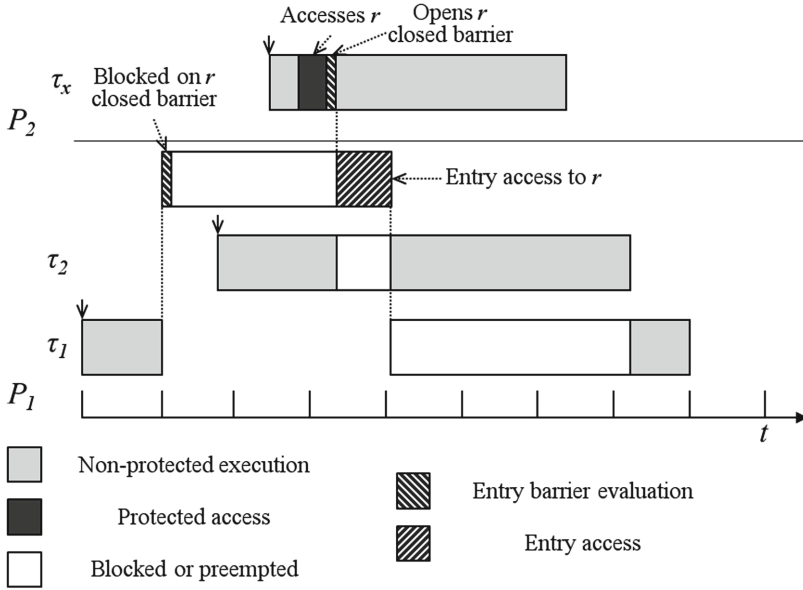 Accesses r
Opens r
closed barrier
τx
Blocked on r
closed barrier
P2
Entry access to r
τ2
τ1
P1
t
Non-protected execution
Protected access
Blocked or preempted
Entry barrier evaluation
Entry access